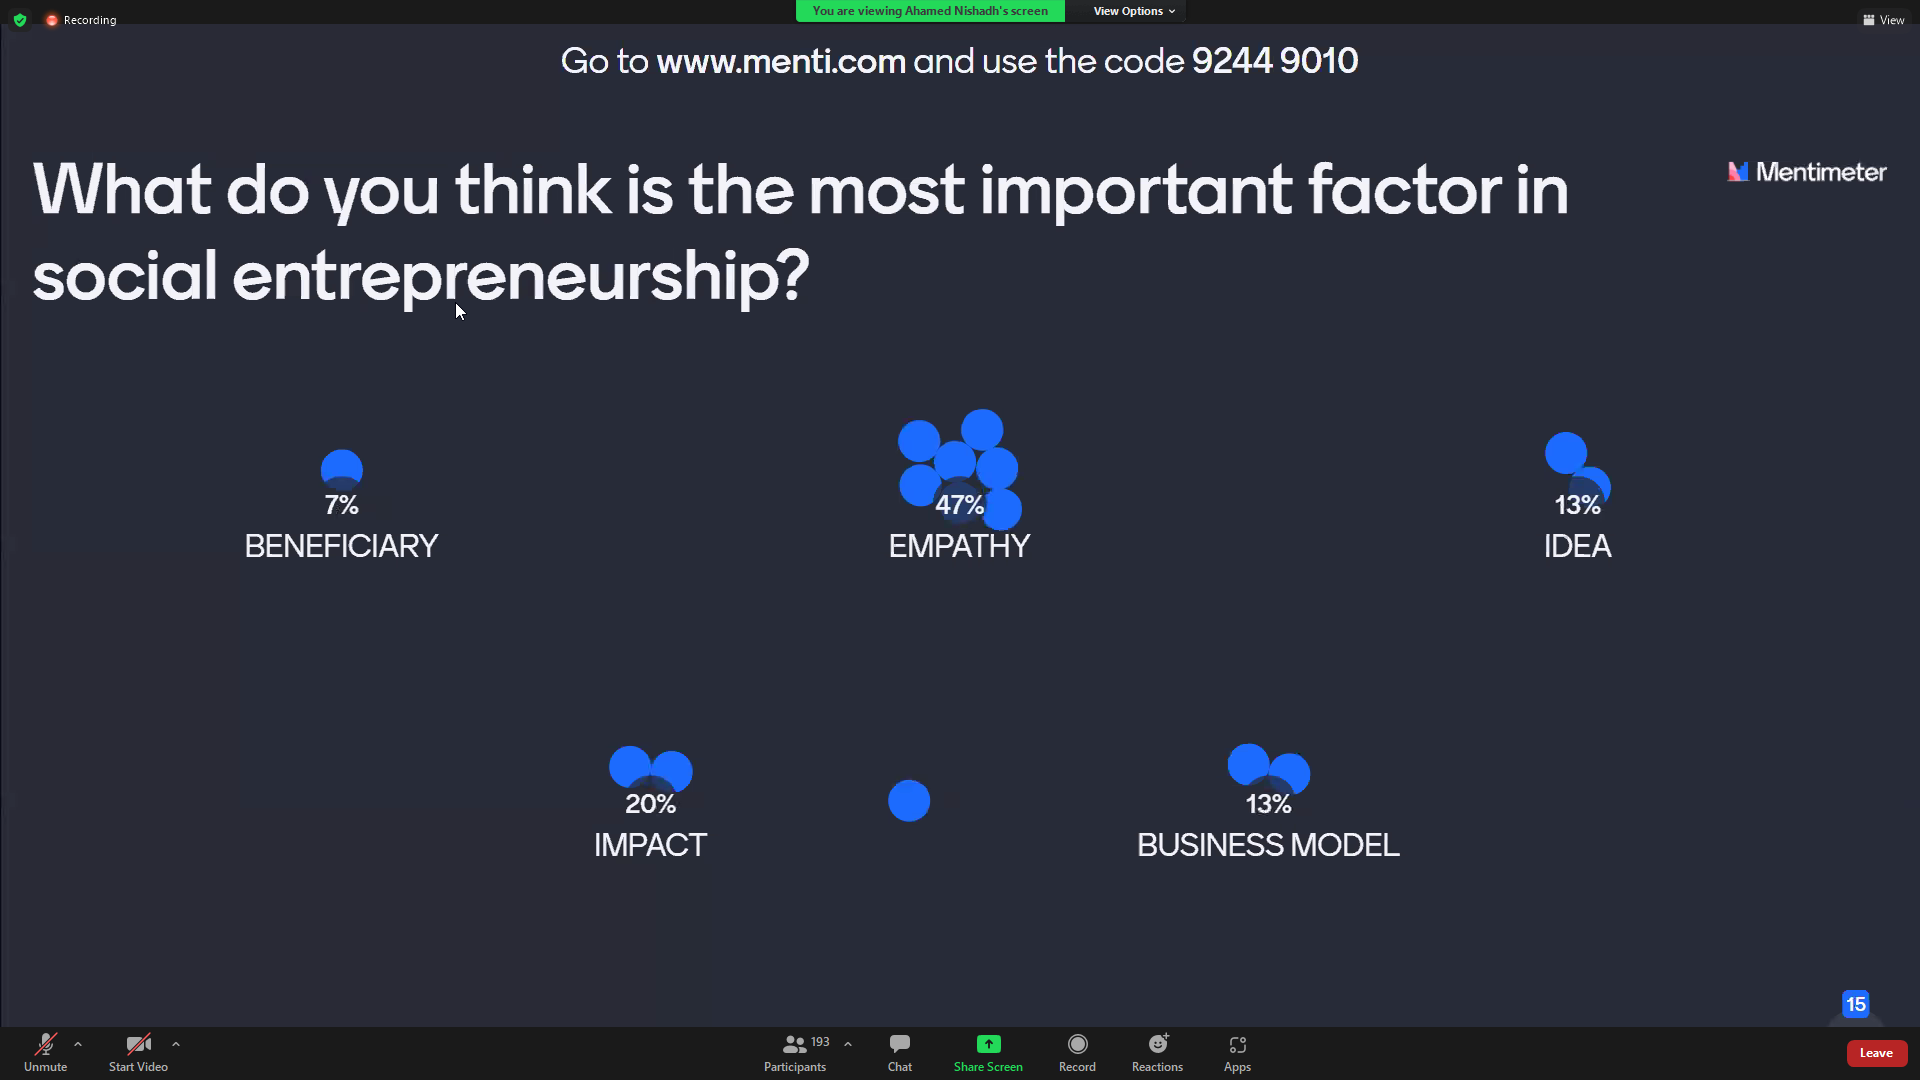 Recording
You are viewing Ahamed Nishadh's screen
View Options
View
Go to www.menti.com and use the code 9244 9010
What do you think is the most important factor in
social entrepreneurship?
Mentimeter
7%
BENEFICIARY
47%
EMPATHY
13%
IDEA
20%
IMPACT
13%
BUSINESS MODEL
15
Unmute
Start Video
193
Participants
Chat
Share Screen
Record
Reactions
Apps
Leave